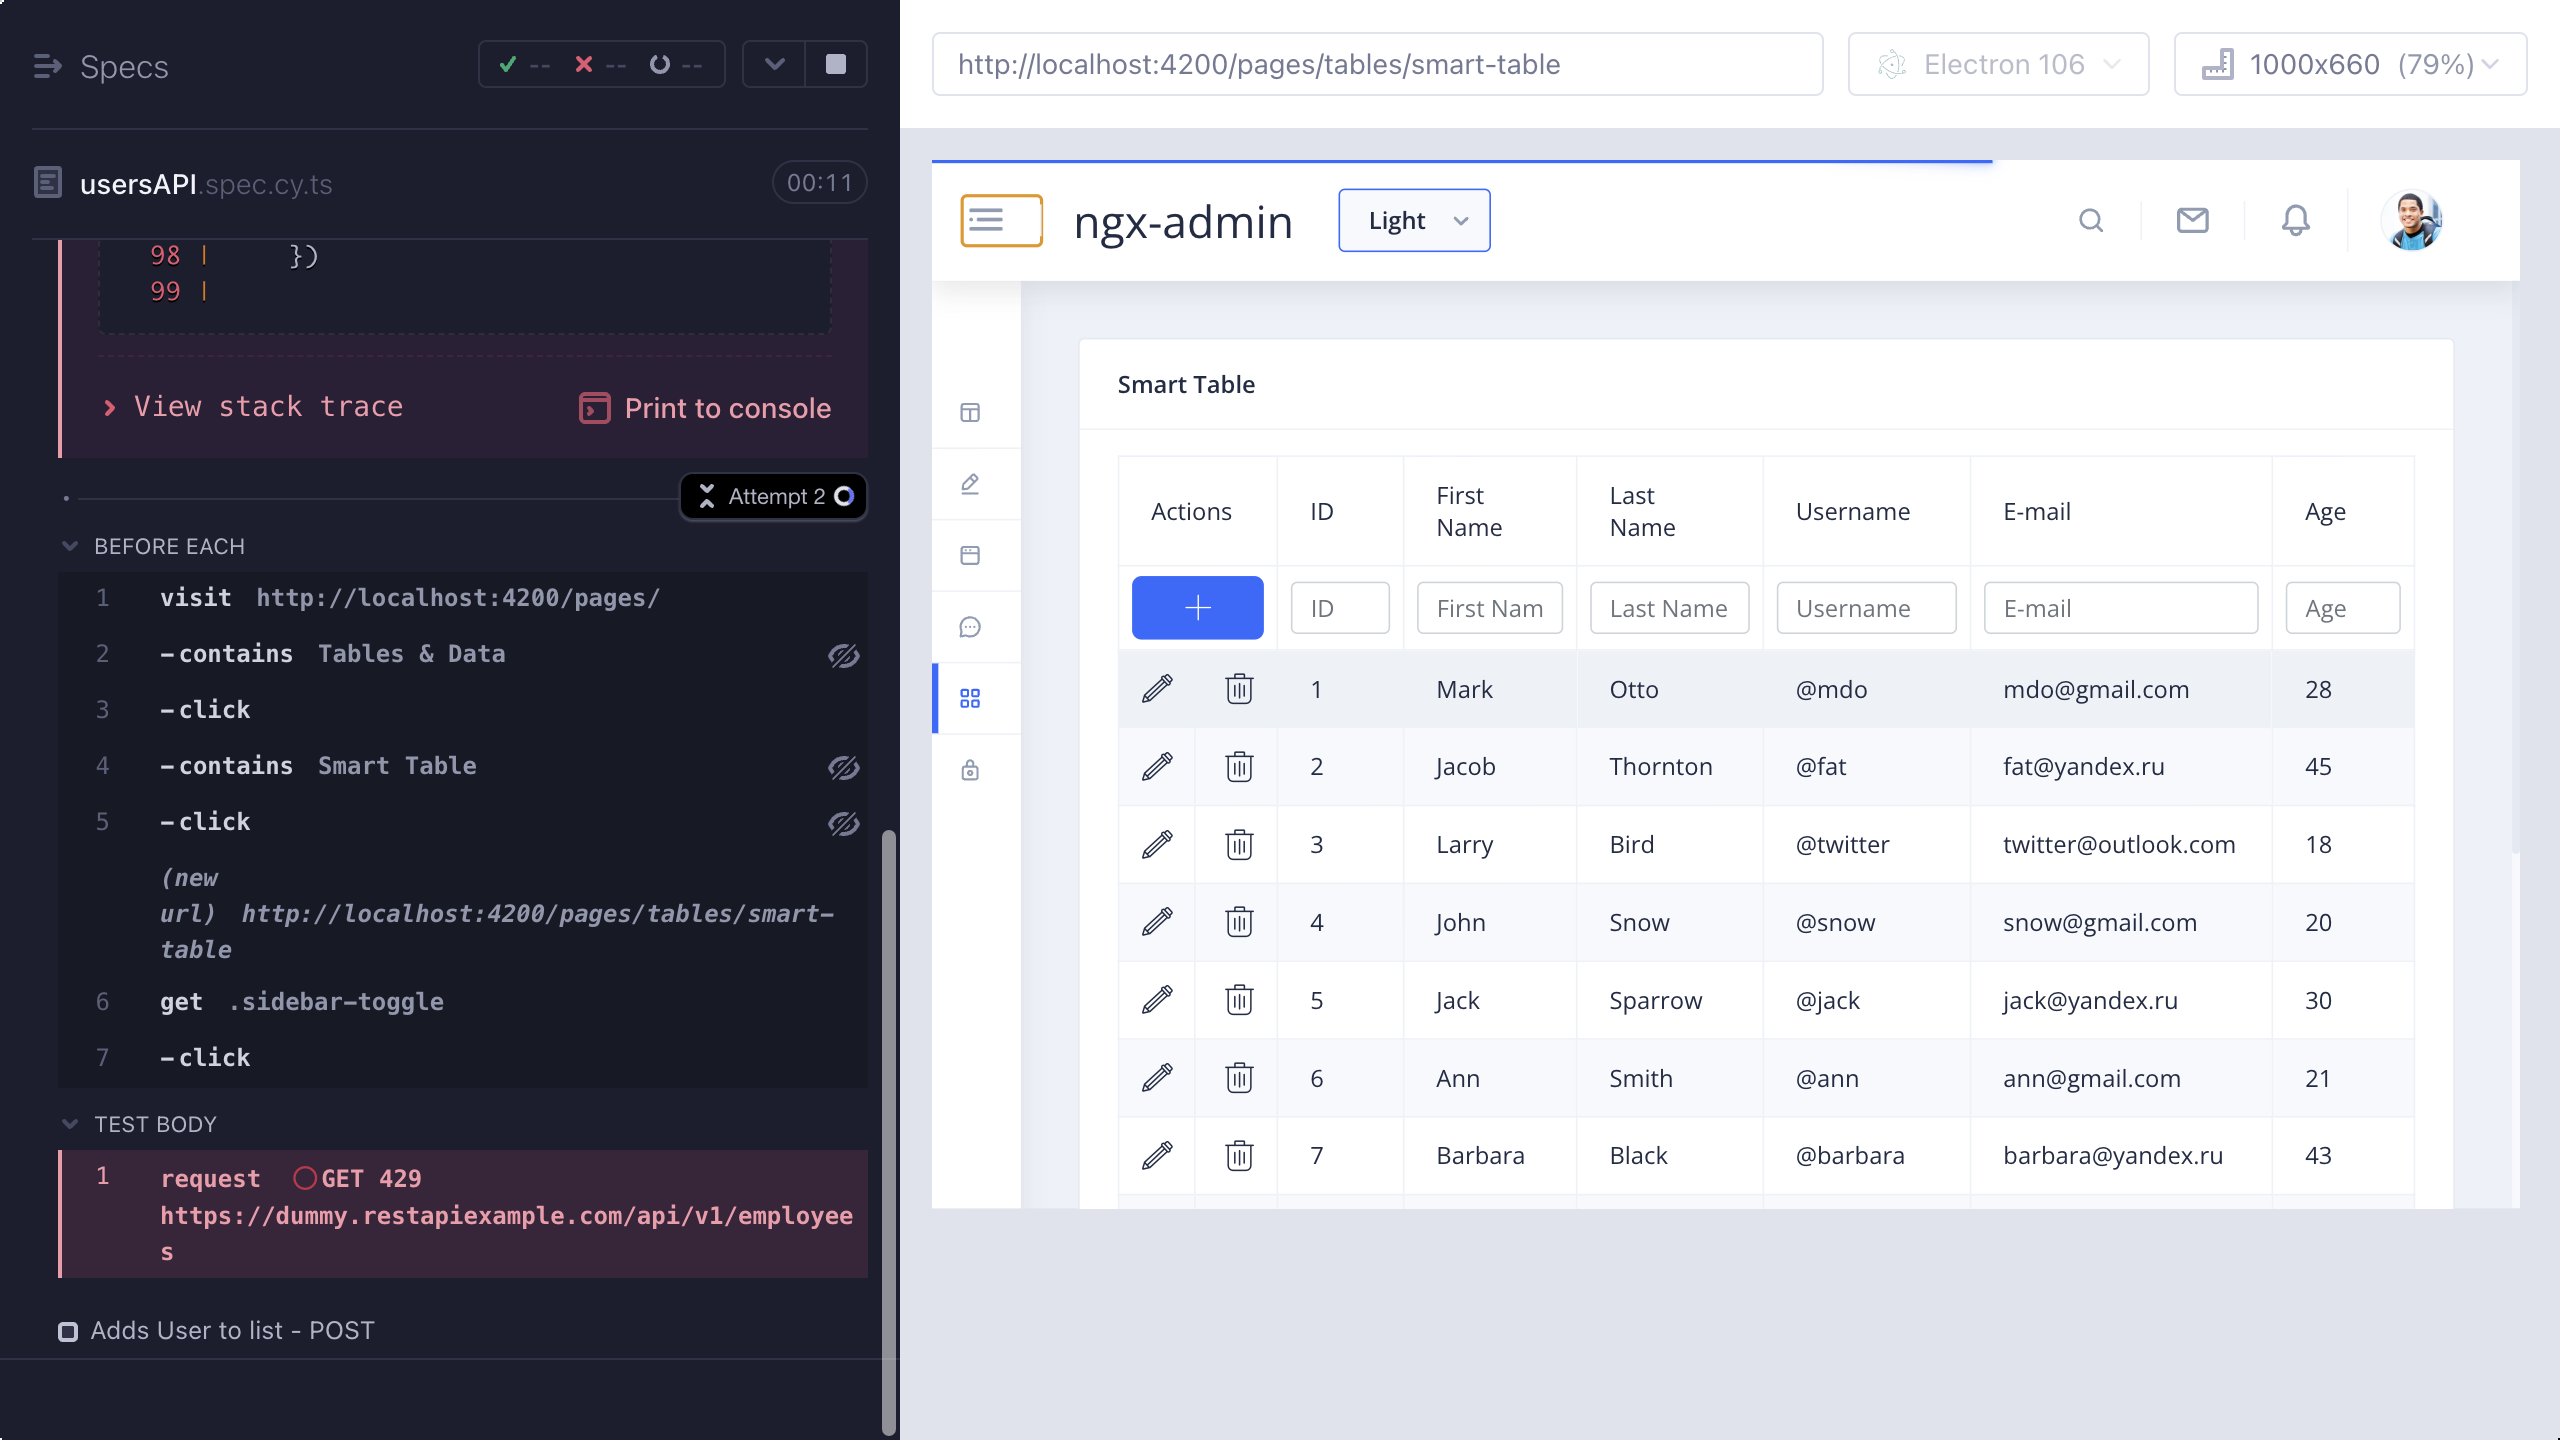 Specs
-- -- --
usersAPI.spec.cy.ts
00:11
98 | })
99 |
View stack trace
Print to console
Attempt 2
BEFORE EACH
1 visit http://localhost:4200/pages/
2 -contains Tables & Data
3 -click
4 -contains Smart Table
5 -click
(new
url) http://localhost:4200/pages/tables/smart-
table
6 get .sidebar-toggle
7 -click
TEST BODY
1 request GET 429
https://dummy.restapiexample.com/api/v1/employee
s
Adds User to list - POST
http://localhost:4200/pages/tables/smart-table
Electron 106
1000x660 (79%)
ngx-admin
Light
Smart Table
Actions ID First Name Last Name Username E-mail Age
ID First Nam Last Name Username E-mail Age
1 Mark Otto @mdo mdo@gmail.com 28
2 Jacob Thornton @fat fat@yandex.ru 45
3 Larry Bird @twitter twitter@outlook.com 18
4 John Snow @snow snow@gmail.com 20
5 Jack Sparrow @jack jack@yandex.ru 30
6 Ann Smith @ann ann@gmail.com 21
7 Barbara Black @barbara barbara@yandex.ru 43